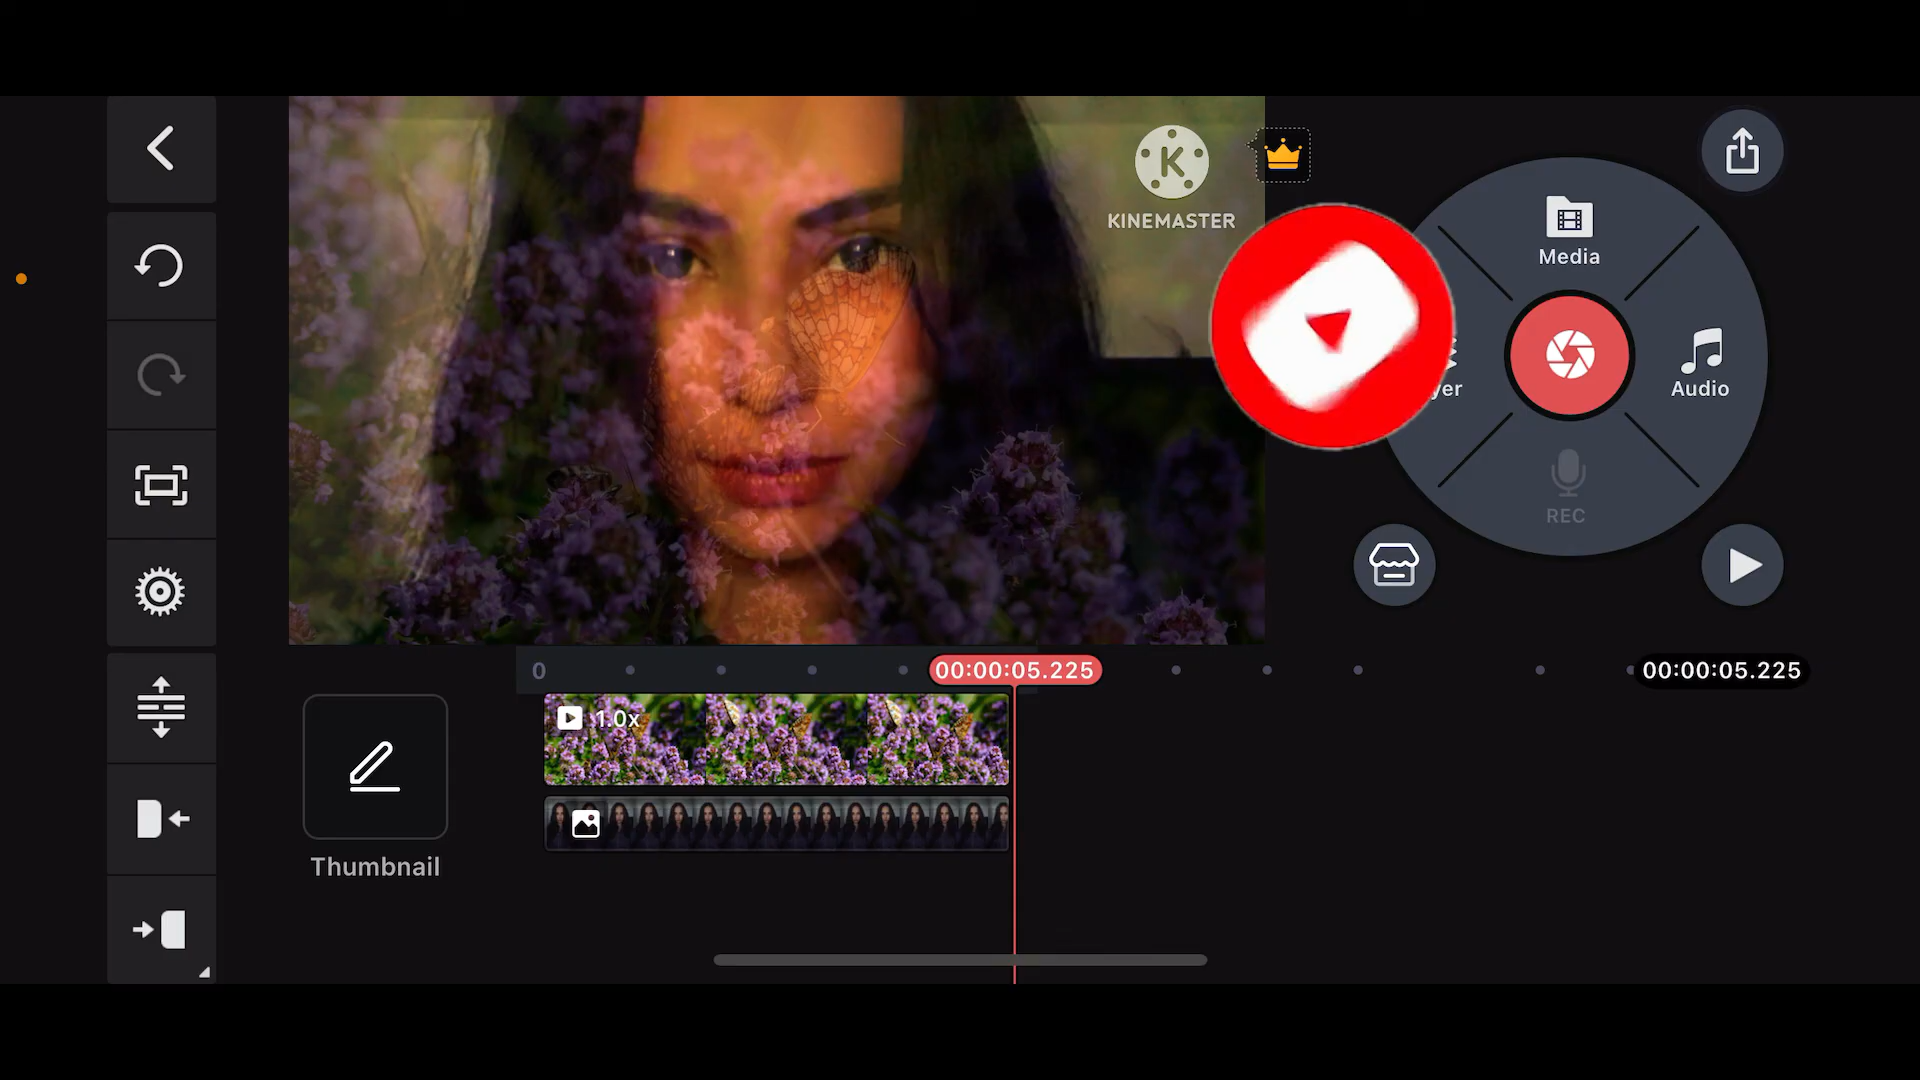 K
KINEMASTER
Media
yer
Audio
REC
0
00:00:05.225
00:00:05.225
1.0x
Thumbnail